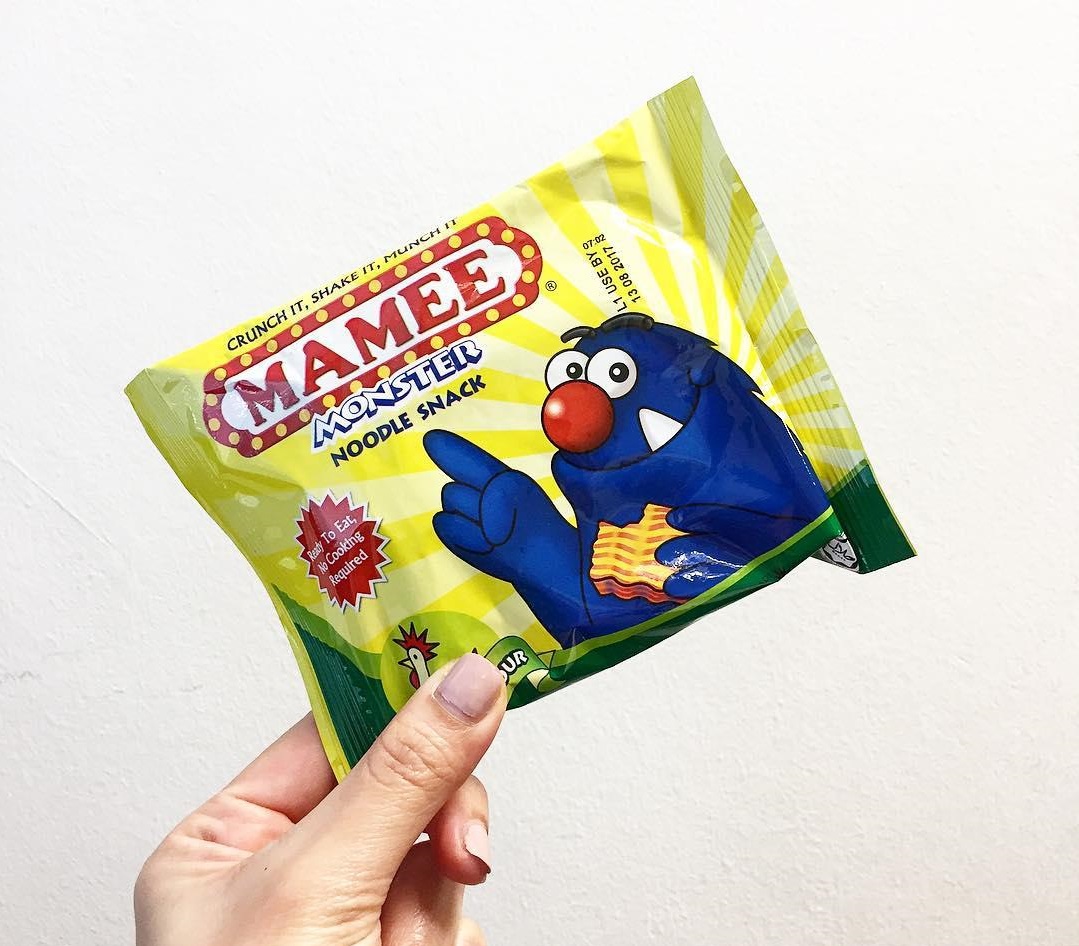 CRUNCH IT, SHAKE IT, MUNCH IT
MAMEE
®
MONSTER
NOODLE SNACK
07:02
L1 USE BY
13 08 2017
Ready To Eat,
No Cooking
Required